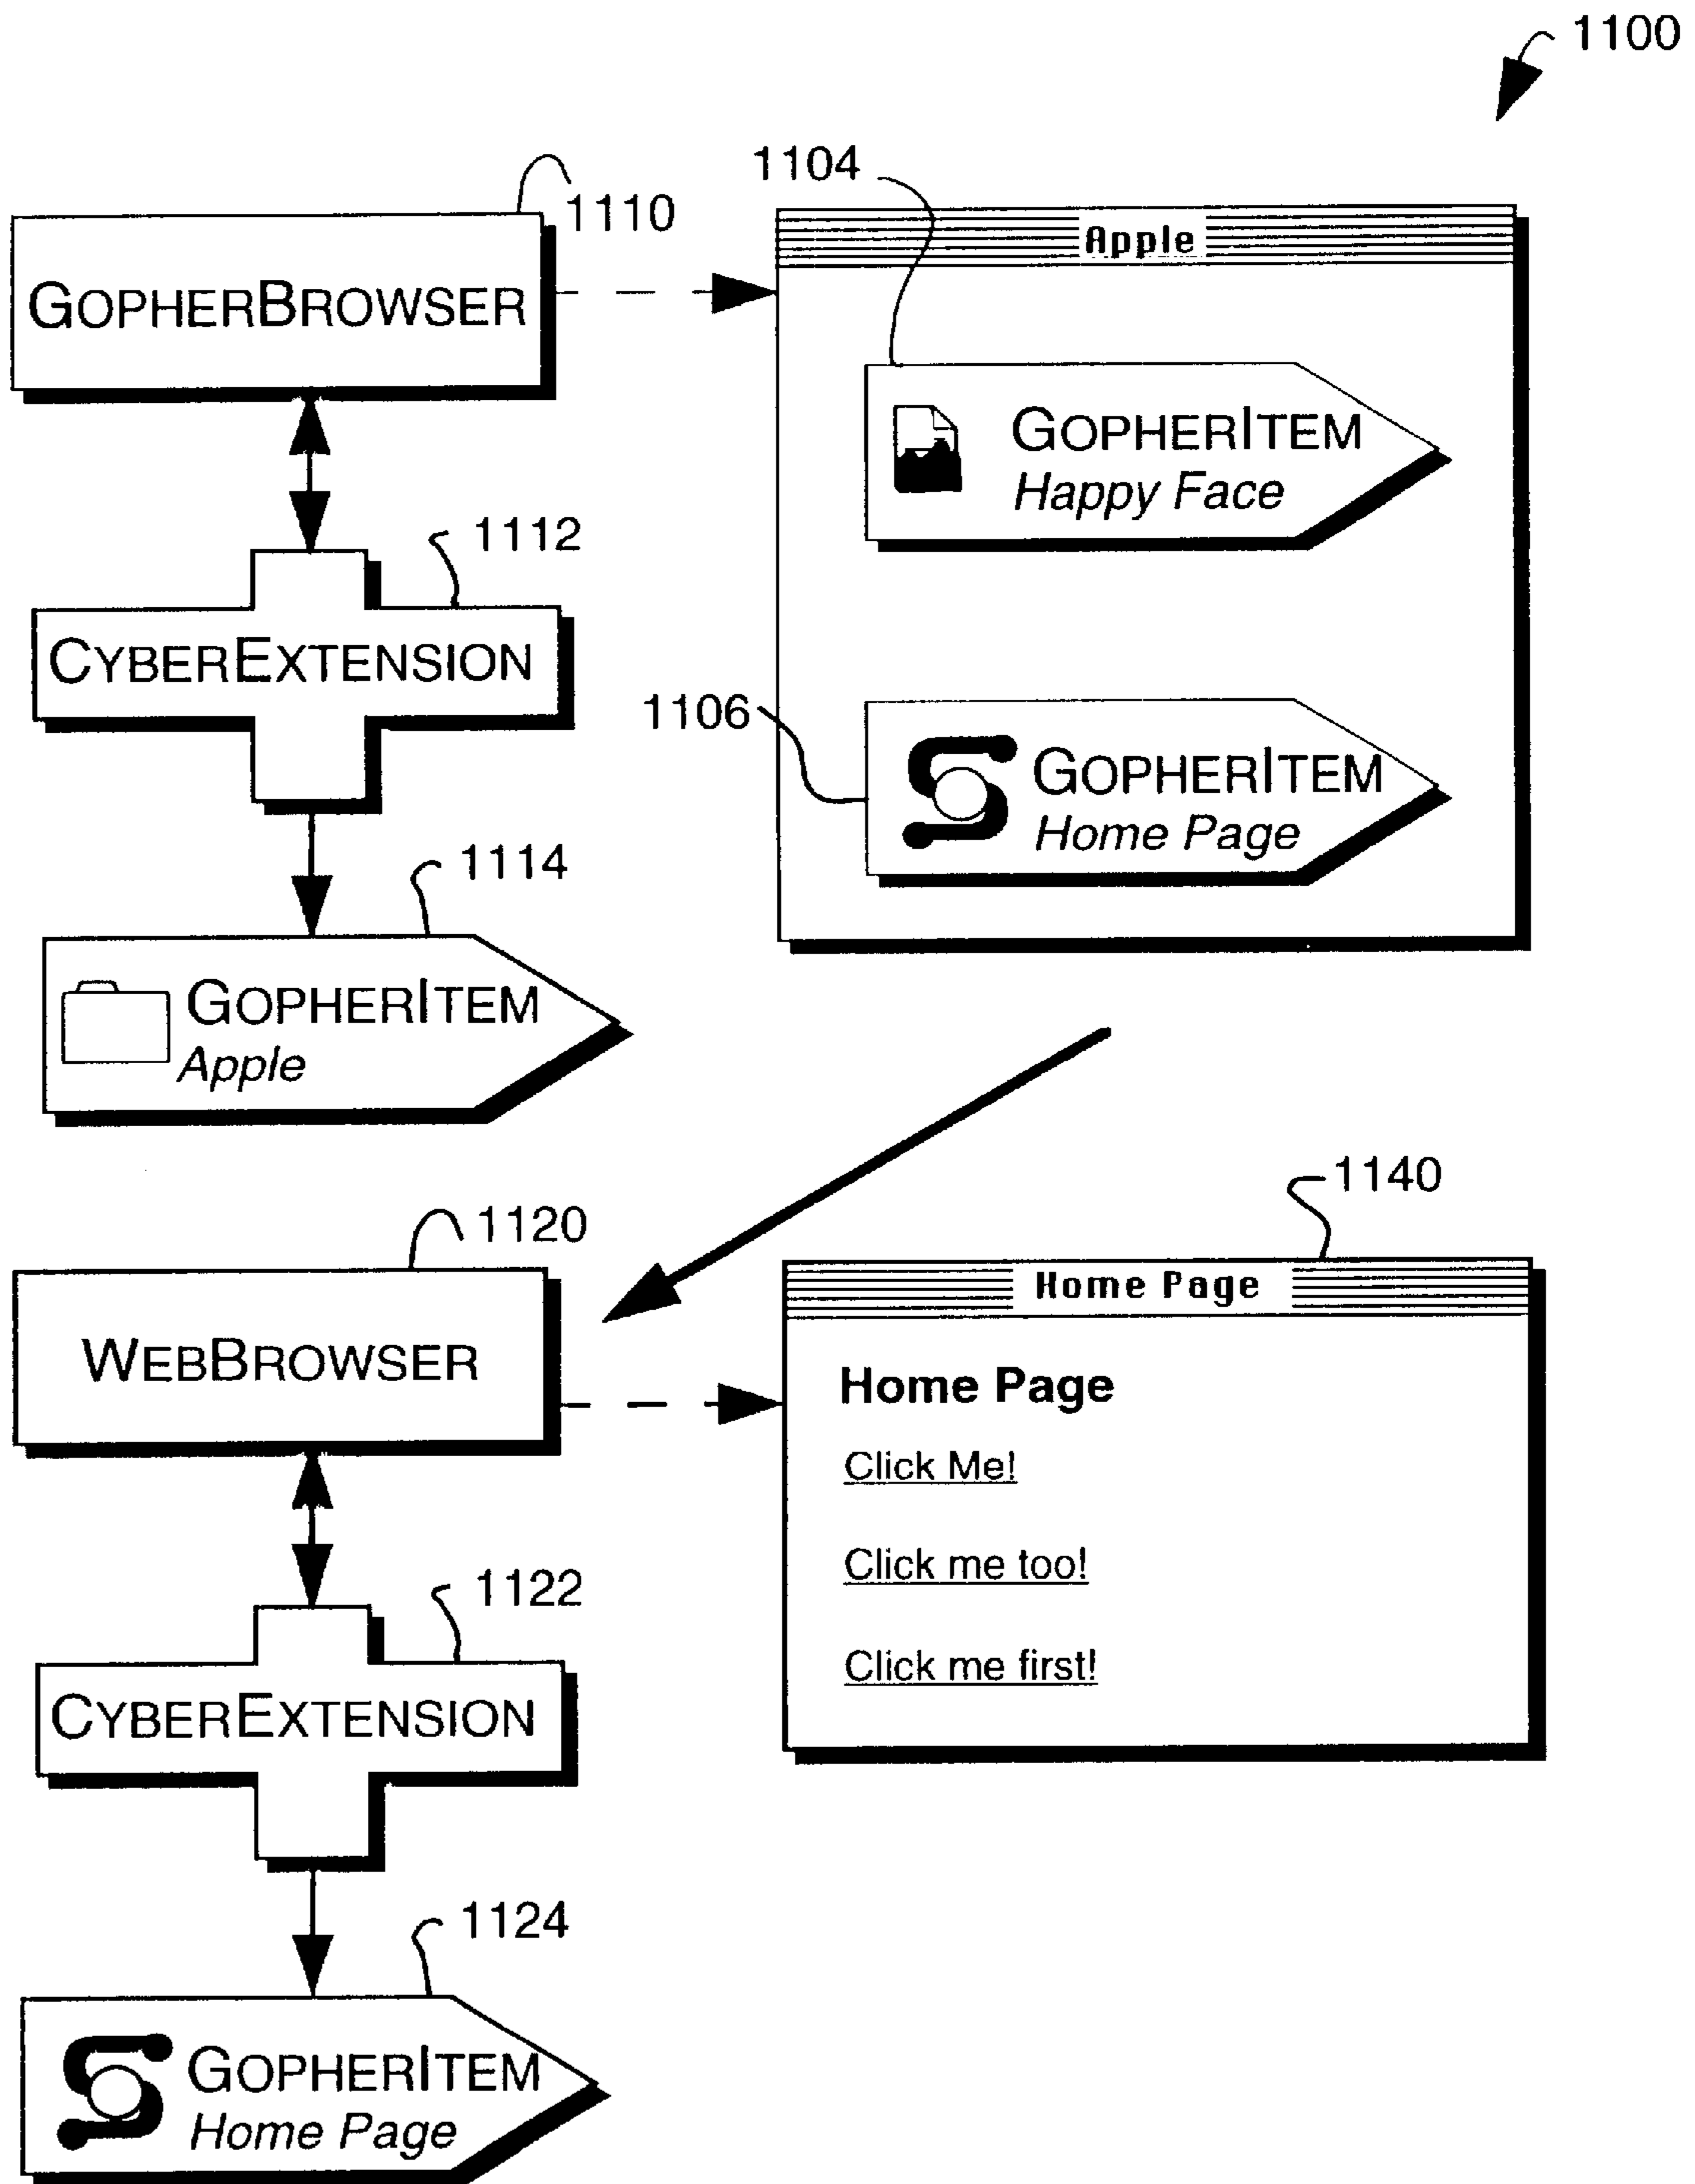 1100
1104
1110
Apple
GopherBrowser
GopherItem
Happy Face
1112
CyberExtension
1106
GopherItem
Home Page
1114
GopherItem
Apple
1140
1120
Home Page
WebBrowser
Home Page
Click Me!
Click me too!
1122
Click me first!
CyberExtension
1124
GopherItem
Home Page